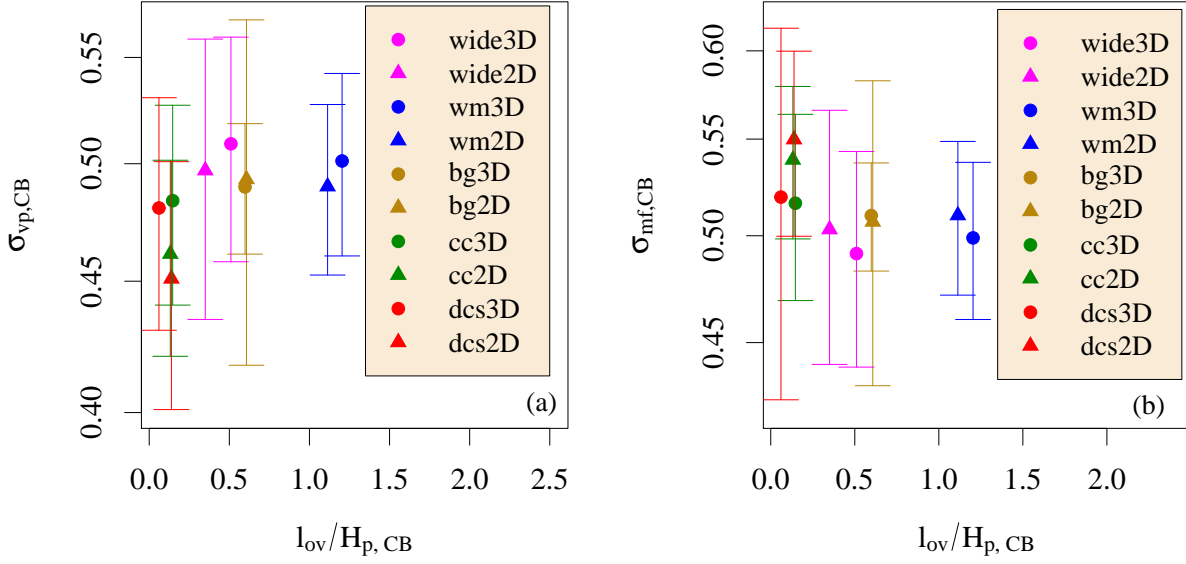 σvp,CB
0.40
0.45
0.50
0.55
wide3D
wide2D
wm3D
wm2D
bg3D
bg2D
cc3D
cc2D
dcs3D
dcs2D
(a)
0.0 0.5 1.0 1.5 2.0 2.5
lov/Hp, CB
σmf,CB
0.45
0.50
0.55
0.60
wide3D
wide2D
wm3D
wm2D
bg3D
bg2D
cc3D
cc2D
dcs3D
dcs2D
(b)
0.0 0.5 1.0 1.5 2.0
lov/Hp, CB